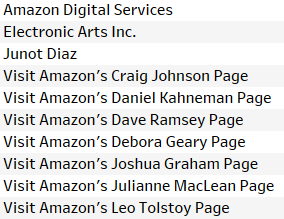 Amazon Digital Services
Electronic Arts Inc.
Junot Diaz
Visit Amazon's Craig Johnson Page
Visit Amazon's Daniel Kahneman Page
Visit Amazon's Dave Ramsey Page
Visit Amazon's Debora Geary Page
Visit Amazon's Joshua Graham Page
Visit Amazon's Julianne MacLean Page
Visit Amazon's Leo Tolstoy Page